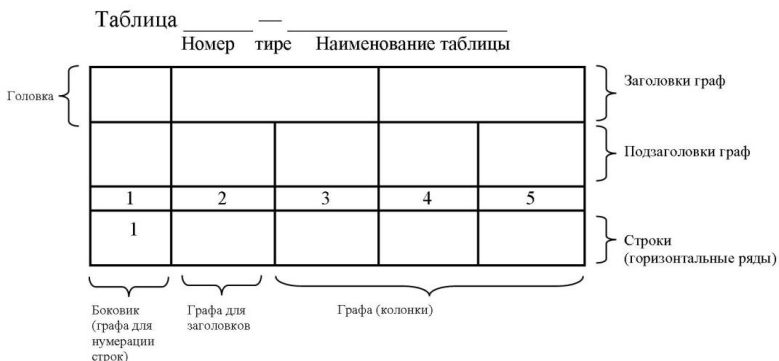 Таблица ______ — ________________
Номер тире Наименование таблицы
Головка
Заголовки граф
Подзаголовки граф
1 2 3 4 5
1
Строки
(горизонтальные ряды)
Боковик
(графа для
нумерации
строк)
Графа для
заголовков
Графа (колонки)